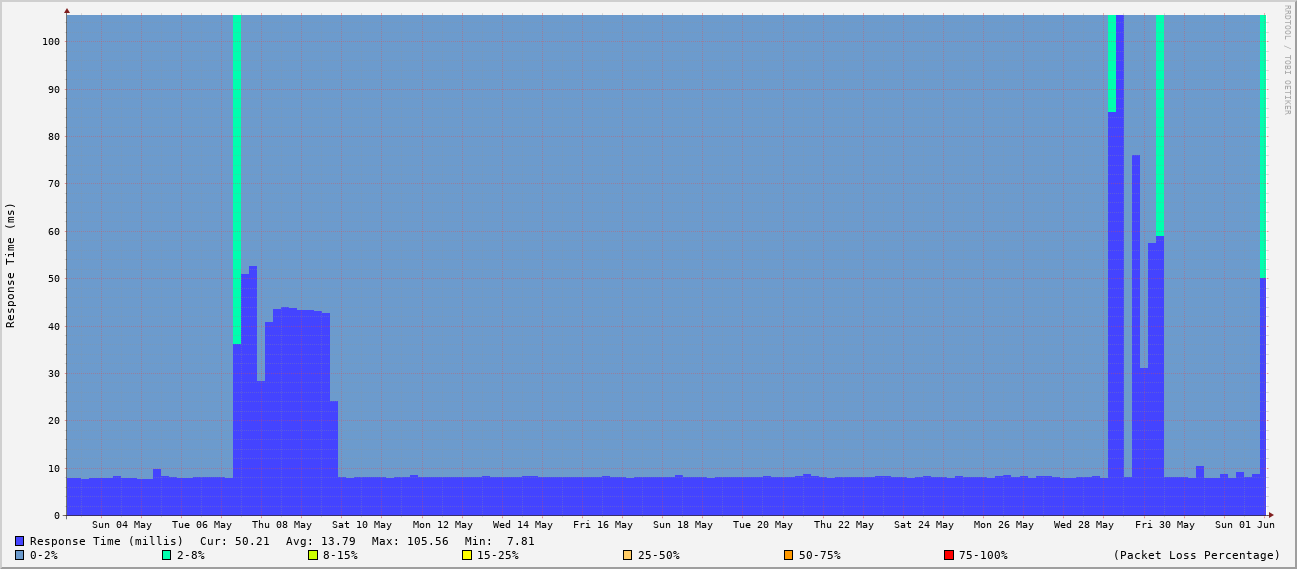 RRDTOOL / TOBI OETIKER
Response Time (ms)
100
90
80
70
60
50
40
30
20
10
0
Sun 04 May Tue 06 May Thu 08 May Sat 10 May Mon 12 May Wed 14 May Fri 16 May Sun 18 May Tue 20 May Thu 22 May Sat 24 May Mon 26 May Wed 28 May Fri 30 May Sun 01 Jun
Response Time (millis) Cur: 50.21 Avg: 13.79 Max: 105.56 Min: 7.81
0-2% 2-8% 8-15% 15-25% 25-50% 50-75% 75-100% (Packet Loss Percentage)